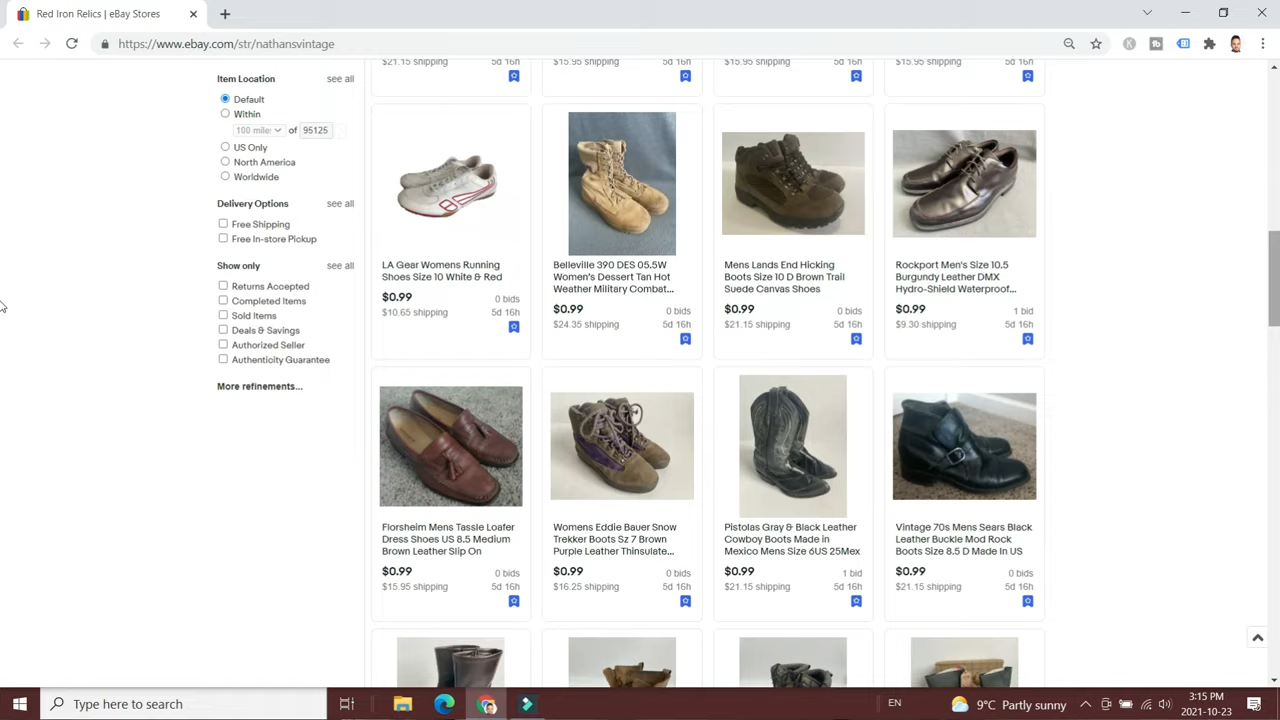 Red Iron Relics | eBay Stores
https://www.ebay.com/str/nathansvintage
Item Location see all
Default
Within
100 miles of 95125
US Only
North America
Worldwide
Delivery Options see all
Free Shipping
Free In-store Pickup
Show only see all
Returns Accepted
Completed Items
Sold Items
Deals & Savings
Authorized Seller
Authenticity Guarantee
More refinements...
$21.15 shipping 5d 16h
$15.95 shipping 5d 16h
$15.95 shipping 5d 16h
$15.95 shipping 5d 16h
LA Gear Womens Running
Shoes Size 10 White & Red
$0.99 0 bids
$10.65 shipping 5d 16h
Belleville 390 DES 05.5W
Women's Dessert Tan Hot
Weather Military Combat...
$0.99 0 bids
$24.35 shipping 5d 16h
Mens Lands End Hicking
Boots Size 10 D Brown Trail
Suede Canvas Shoes
$0.99 0 bids
$21.15 shipping 5d 16h
Rockport Men's Size 10.5
Burgundy Leather DMX
Hydro-Shield Waterproof...
$0.99 1 bid
$9.30 shipping 5d 16h
Florsheim Mens Tassle Loafer
Dress Shoes US 8.5 Medium
Brown Leather Slip On
$0.99 0 bids
$15.95 shipping 5d 16h
Womens Eddie Bauer Snow
Trekker Boots Sz 7 Brown
Purple Leather Thinsulate...
$0.99 0 bids
$16.25 shipping 5d 16h
Pistolas Gray & Black Leather
Cowboy Boots Made in
Mexico Mens Size 6US 25Mex
$0.99 1 bid
$21.15 shipping 5d 16h
Vintage 70s Mens Sears Black
Leather Buckle Mod Rock
Boots Size 8.5 D Made In US
$0.99 0 bids
$21.15 shipping 5d 16h
Type here to search
EN
9°C Partly sunny
3:15 PM
2021-10-23